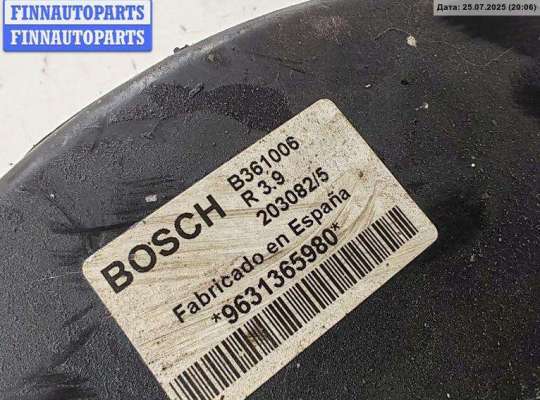 FINNAUTOPARTS
FINNAUTOPARTS
Дата: 25.07.2025 (20:06)
BOSCH
B361006
R 3.9
203082/5
Fabricado en España
*9631365980*